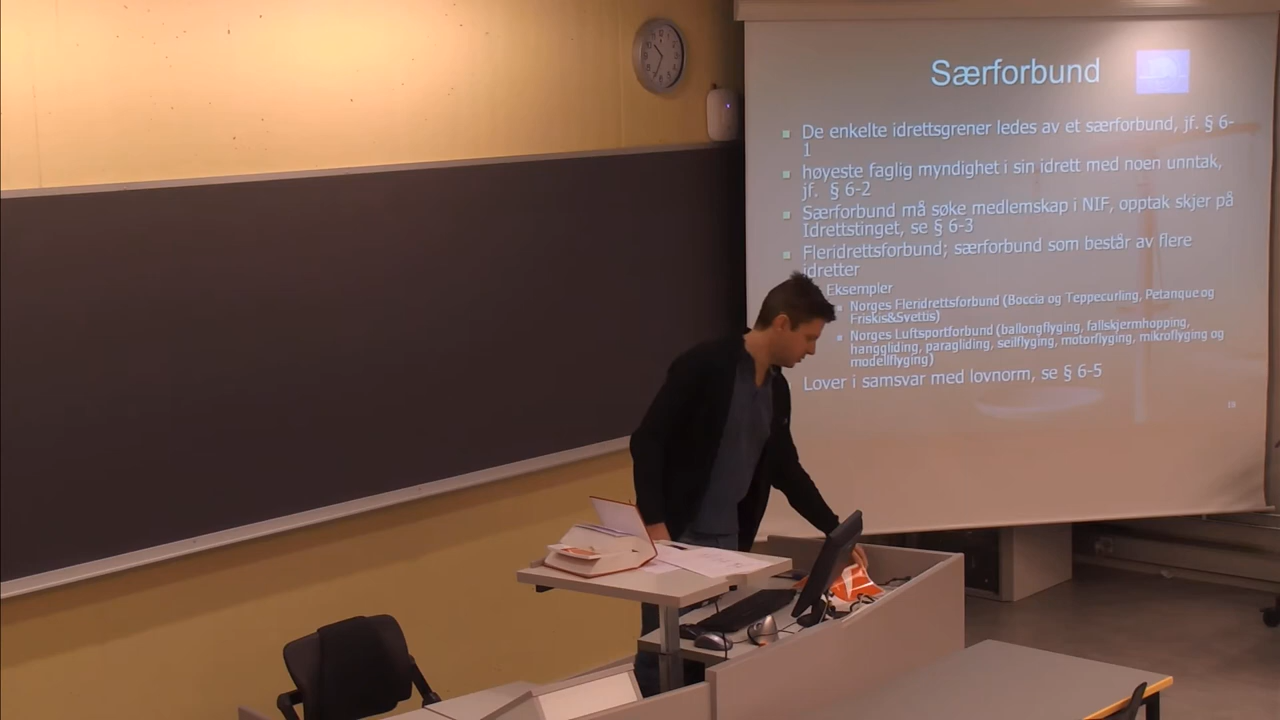 Særforbund
De enkelte idrettsgrener ledes av et særforbund, jf. § 6-
1
høyeste faglig myndighet i sin idrett med noen unntak,
jf. § 6-2
Særforbund må søke medlemskap i NIF, opptak skjer på
Idrettstinget, se § 6-3
Fleridrettsforbund; særforbund som består av flere
idretter
Eksempler
Norges Fleridrettsforbund (Boccia og Teppecurling, Petanque og
Friskis&Svettis)
Norges Luftsportforbund (ballongflyging, fallskjermhopping,
hanggliding, paragliding, seilflyging, motorflyging, mikroflyging og
modellflyging)
Lover i samsvar med lovnorm, se § 6-5